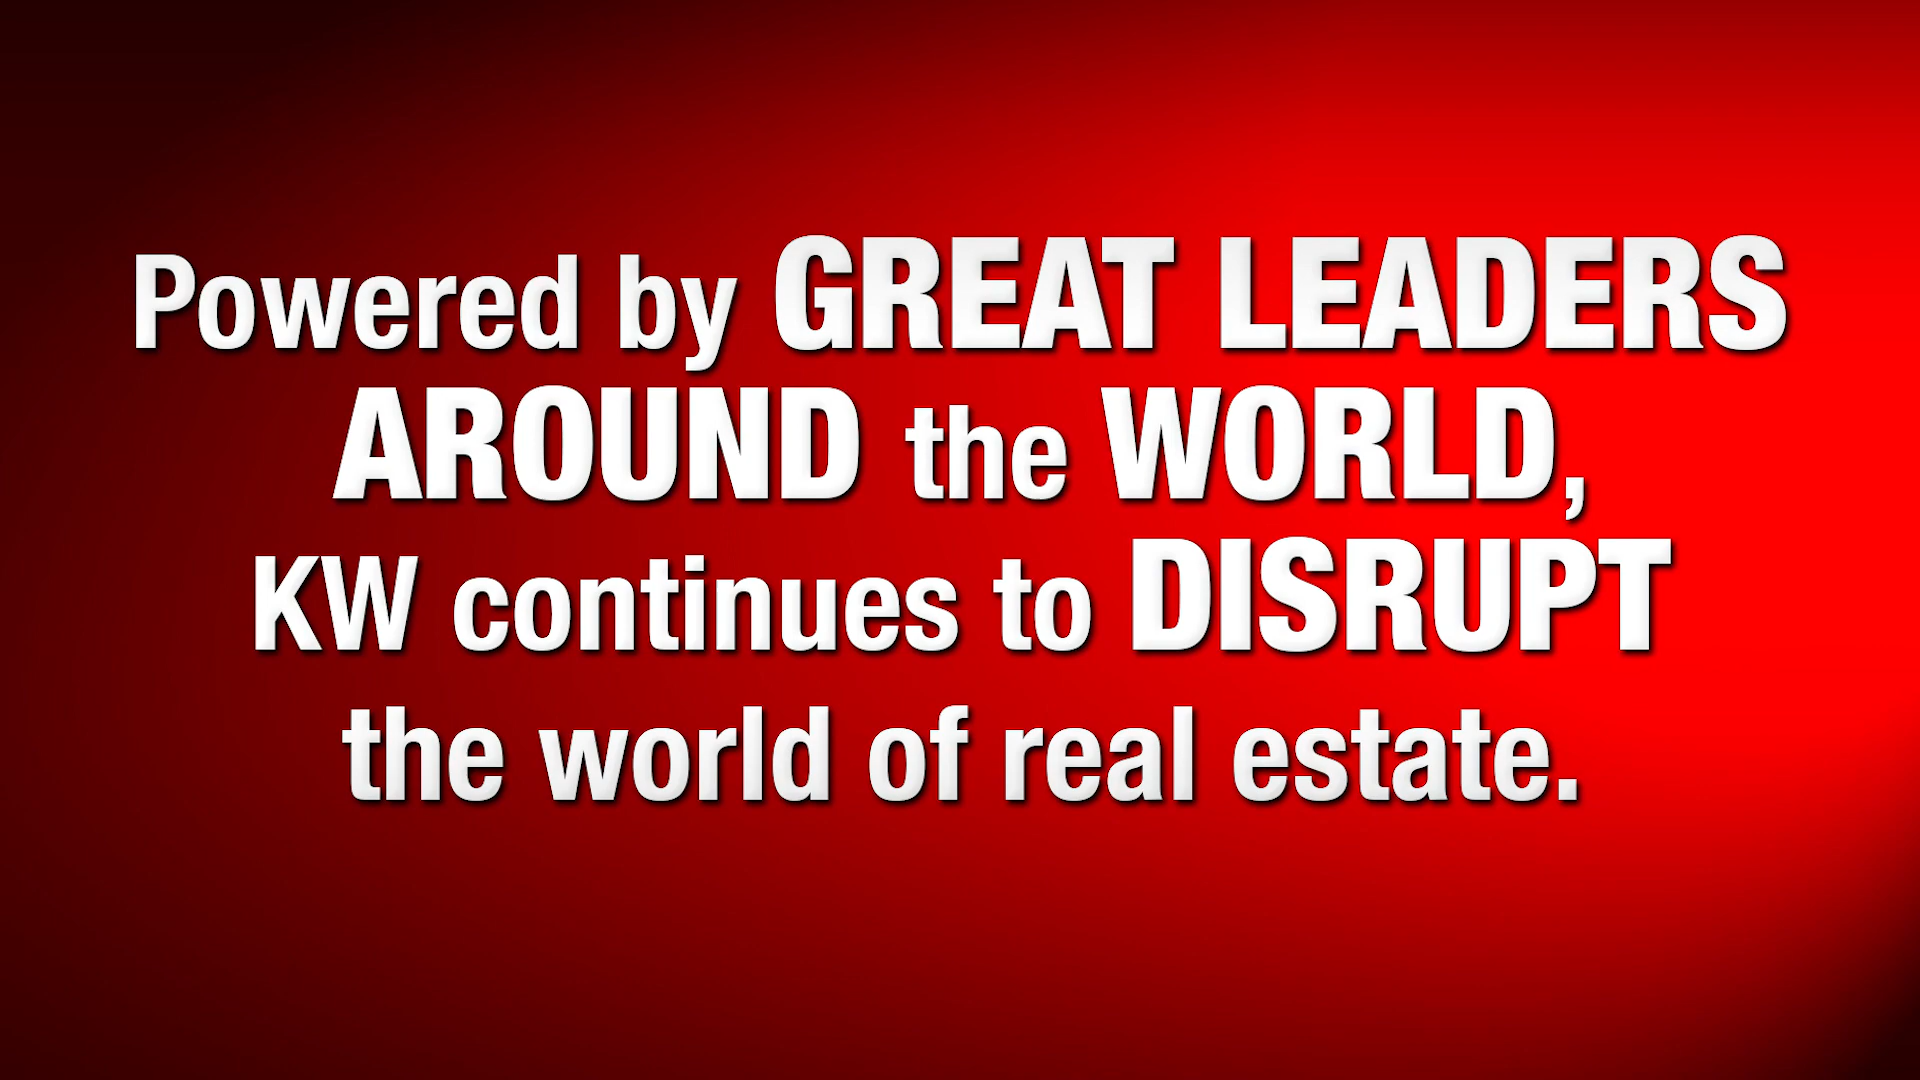 Powered by GREAT LEADERS
AROUND the WORLD,
KW continues to DISRUPT
the world of real estate.